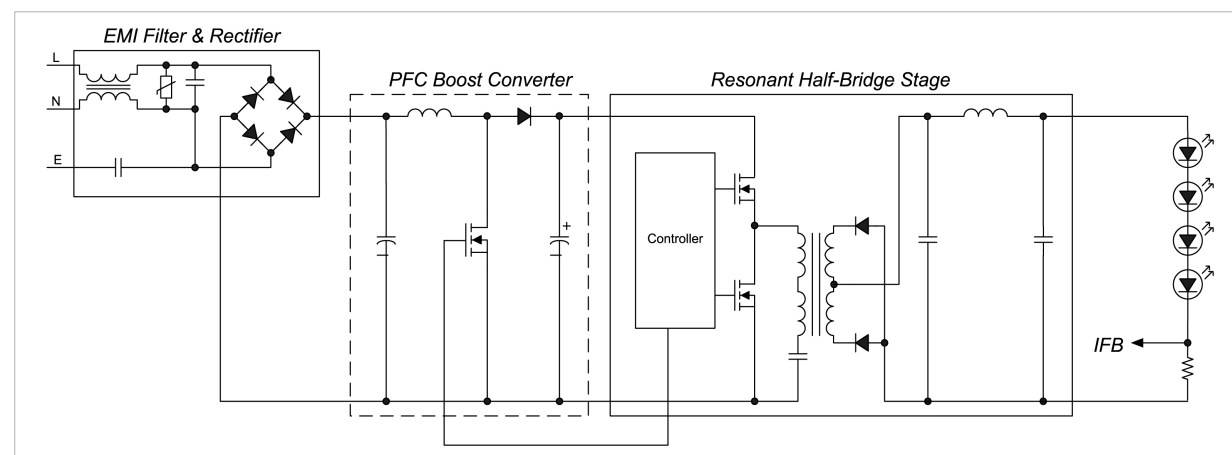 EMI Filter & Rectifier
L
N
E
PFC Boost Converter
+
Resonant Half-Bridge Stage
Controller
IFB